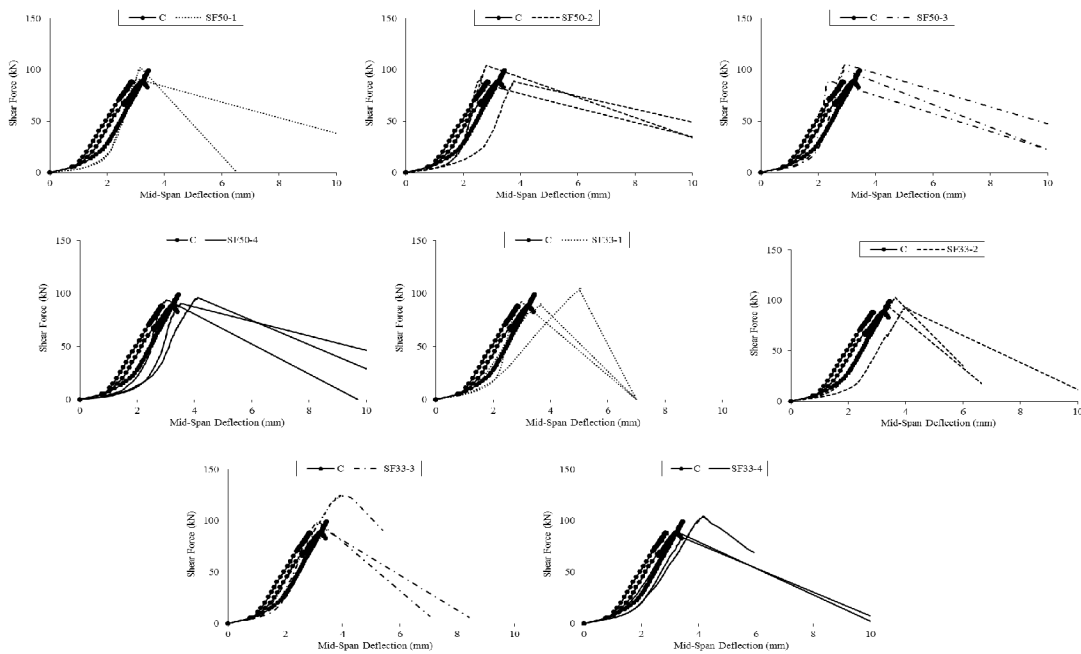 C SF50-1
150
100
50
0
Shear Force (kN)
0 2 4 6 8 10
Mid-Span Deflection (mm)
C SF50-2
150
100
50
0
Shear Force (kN)
0 2 4 6 8 10
Mid-Span Deflection (mm)
C SF50-3
150
100
50
0
Shear Force (kN)
0 2 4 6 8 10
Mid-Span Deflection (mm)
C SF50-4
150
100
50
0
Shear Force (kN)
0 2 4 6 8 10
Mid-Span Deflection (mm)
C SF33-1
150
100
50
0
Shear Force (kN)
0 2 4 6 8 10
Mid-Span Deflection (mm)
C SF33-2
150
100
50
0
Shear Force (kN)
0 2 4 6 8 10
Mid-Span Deflection (mm)
C SF33-3
150
100
50
0
Shear Force (kN)
0 2 4 6 8 10
Mid-Span Deflection (mm)
C SF33-4
150
100
50
0
Shear Force (kN)
0 2 4 6 8 10
Mid-Span Deflection (mm)